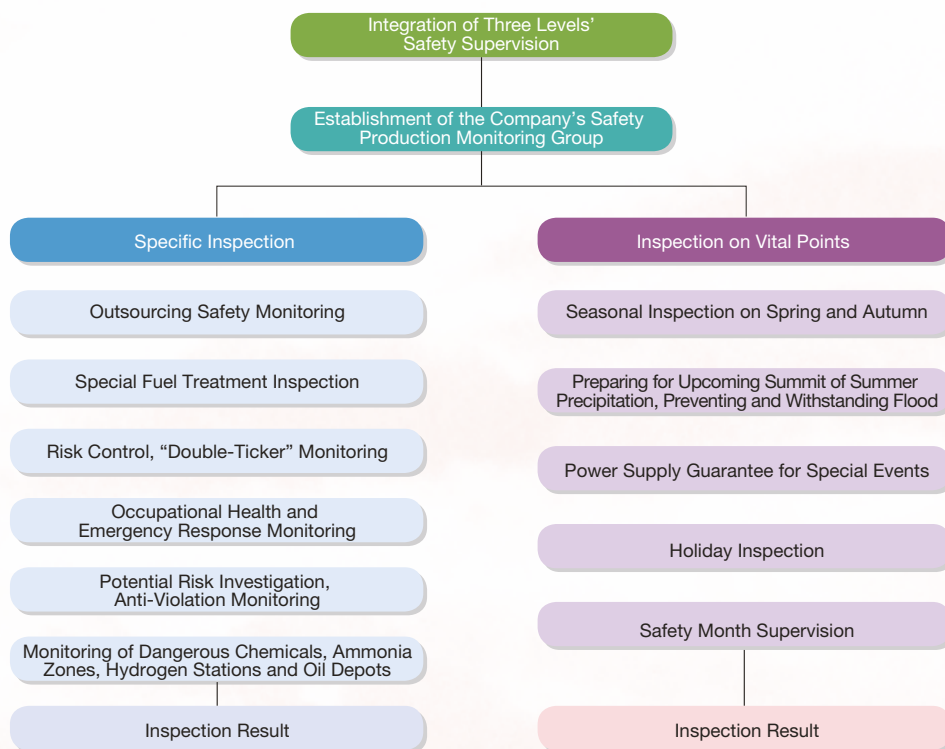 Integration of Three Levels’
Safety Supervision
Establishment of the Company’s Safety
Production Monitoring Group
Specific Inspection
Outsourcing Safety Monitoring
Special Fuel Treatment Inspection
Risk Control, “Double-Ticker” Monitoring
Occupational Health and
Emergency Response Monitoring
Potential Risk Investigation,
Anti-Violation Monitoring
Monitoring of Dangerous Chemicals, Ammonia
Zones, Hydrogen Stations and Oil Depots
Inspection Result
Inspection on Vital Points
Seasonal Inspection on Spring and Autumn
Preparing for Upcoming Summit of Summer
Precipitation, Preventing and Withstanding Flood
Power Supply Guarantee for Special Events
Holiday Inspection
Safety Month Supervision
Inspection Result